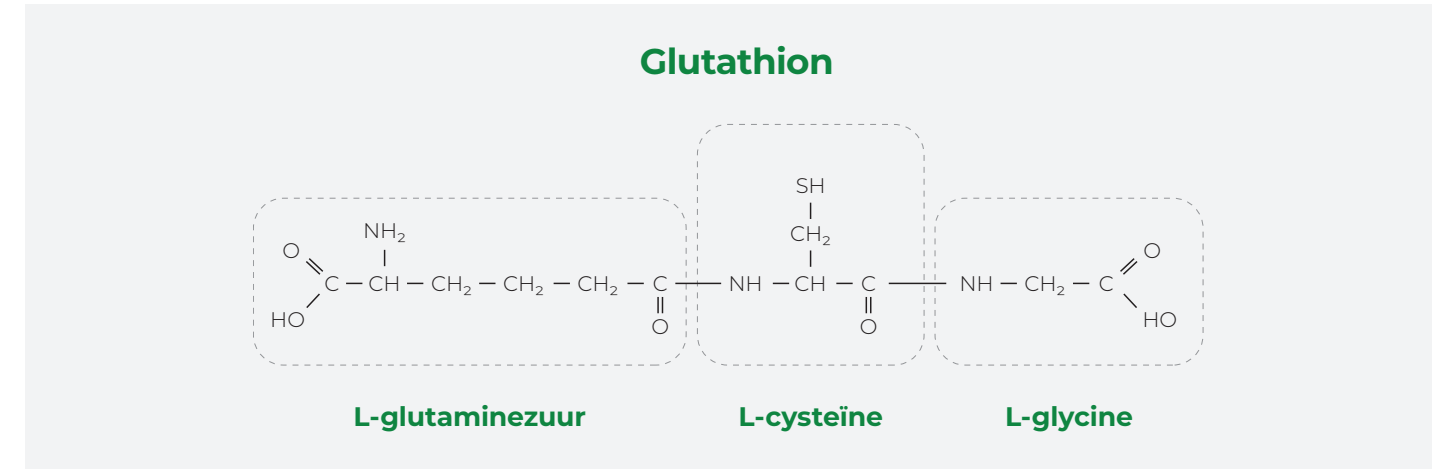 Glutathion
SH
NH₂ CH₂
O O
C — CH — CH₂ — CH₂ — CH₂ — C — NH — CH — C — NH — CH₂ — C
HO O O HO
L-glutaminezuur L-cysteïne L-glycine